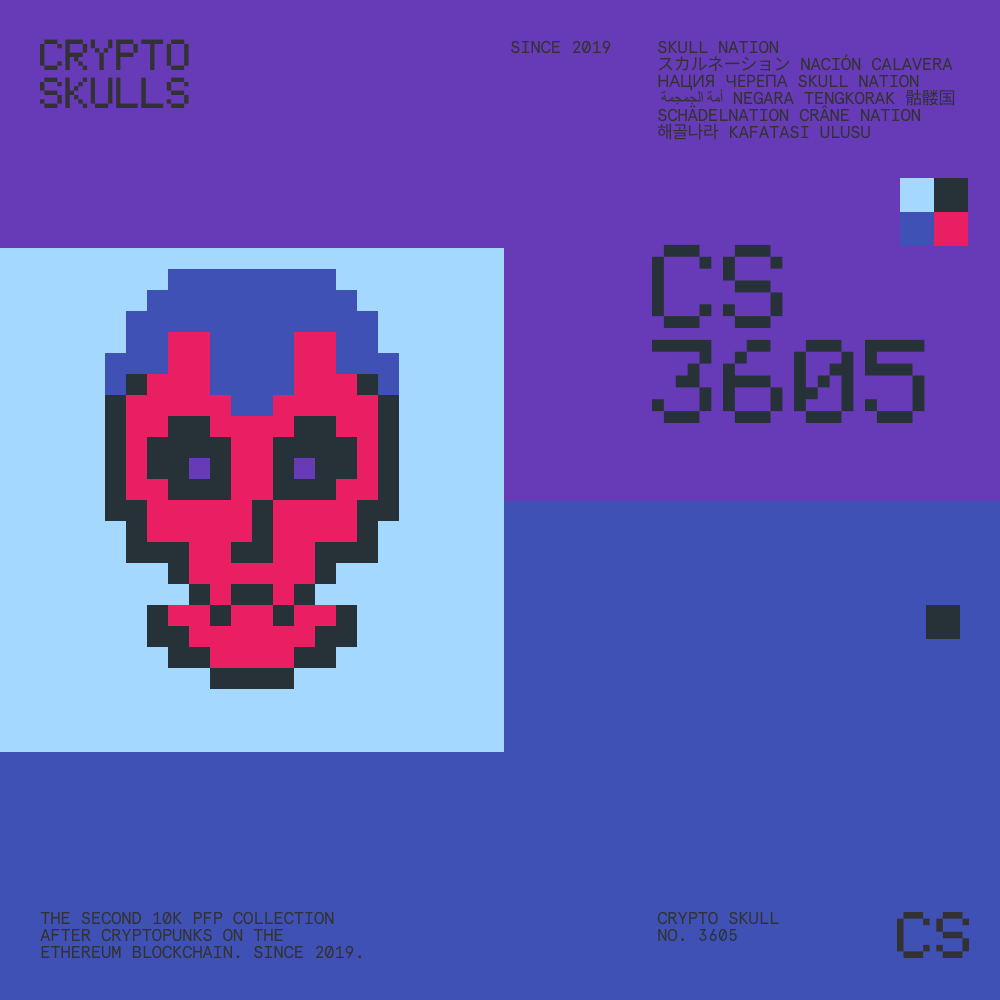 CRYPTO
SKULLS
SINCE 2019
SKULL NATION
スカルネーション NACIÓN CALAVERA
НАЦИЯ ЧЕРЕПА SKULL NATION
أمة الجمجمة NEGARA TENGKORAK 骷髅国
SCHÄDELNATION CRÂNE NATION
해골나라 KAFATASI ULUSU
CS
3605
THE SECOND 10K PFP COLLECTION
AFTER CRYPTOPUNKS ON THE
ETHEREUM BLOCKCHAIN. SINCE 2019.
CRYPTO SKULL
NO. 3605
CS